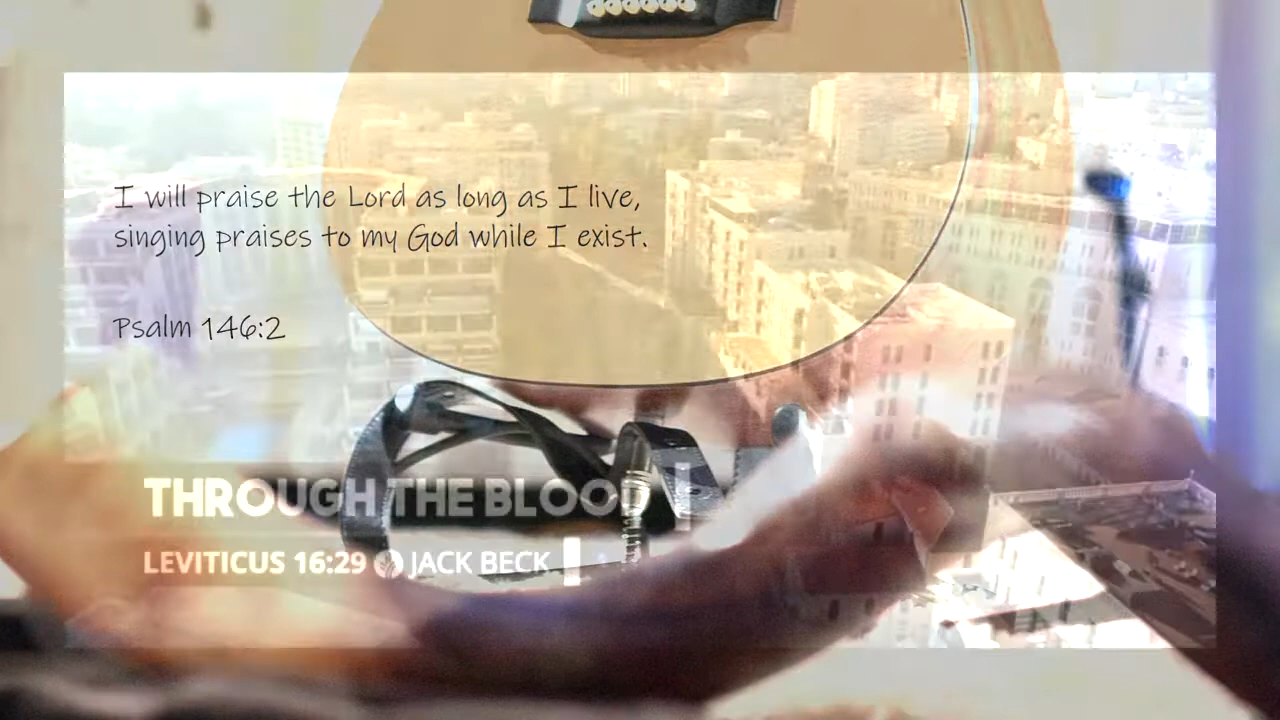 I will praise the Lord as long as I live,
singing praises to my God while I exist.
Psalm 146:2
THROUGH THE BLOOD
LEVITICUS 16:29 JACK BECK